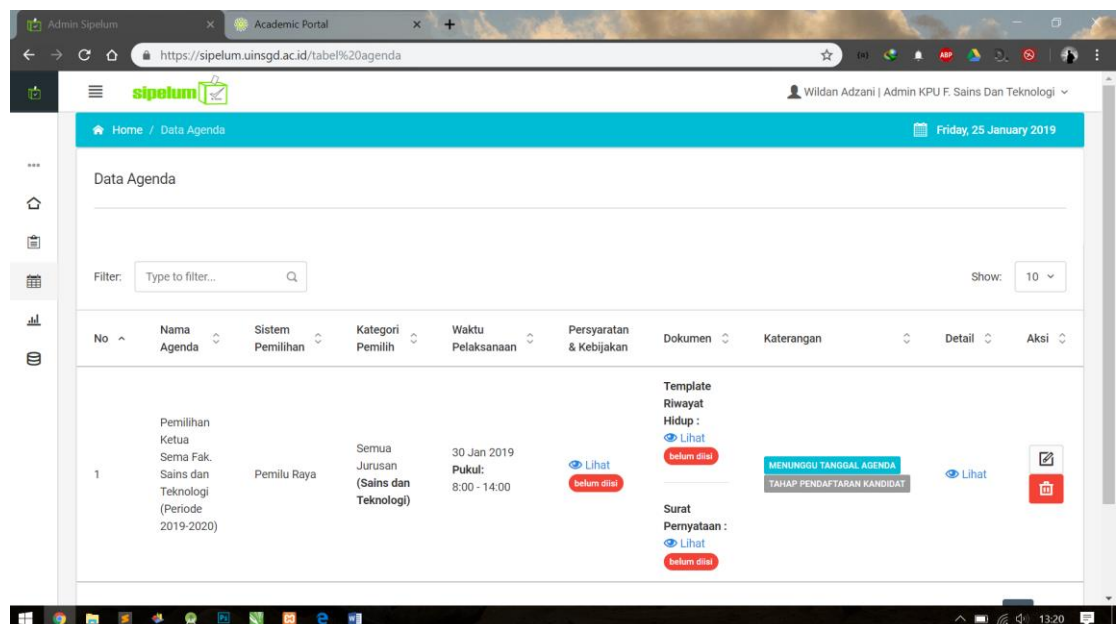 Admin Sipelum
Academic Portal
https://sipelum.uinsgd.ac.id/tabel%20agenda
ABP
sipelum
Wildan Adzani | Admin KPU F. Sains Dan Teknologi
Home / Data Agenda
Friday, 25 January 2019
Data Agenda
Filter: Type to filter...
Show: 10
No
Nama
Agenda
Sistem
Pemilihan
Kategori
Pemilih
Waktu
Pelaksanaan
Persyaratan
& Kebijakan
Dokumen
Katerangan
Detail
Aksi
1
Pemilihan
Ketua
Sema Fak.
Sains dan
Teknologi
(Periode
2019-2020)
Pemilu Raya
Semua
Jurusan
(Sains dan
Teknologi)
30 Jan 2019
Pukul:
8:00 - 14:00
Lihat
belum diisi
Template
Riwayat
Hidup :
Lihat
belum diisi
Surat
Pernyataan :
Lihat
belum diisi
MENUNGGU TANGGAL AGENDA
TAHAP PENDAFTARAN KANDIDAT
Lihat
13:20